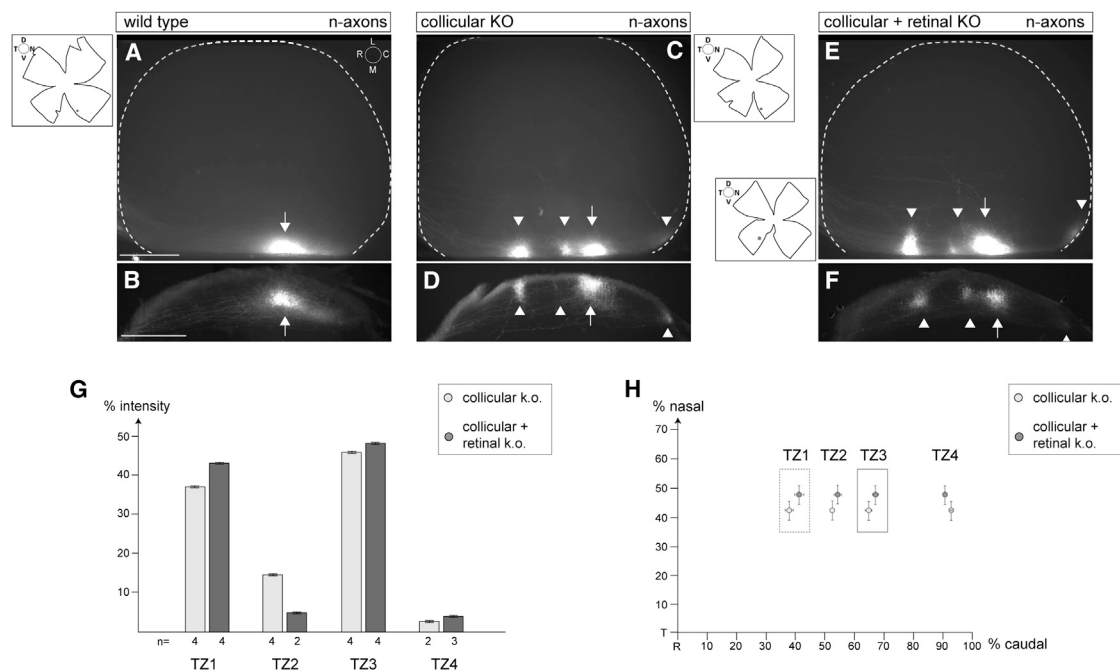 wild type n-axons
collicular KO n-axons
collicular + retinal KO n-axons
D
T N
V
A
L
R C
M
C
D
T N
V
E
D
T N
V
B
D
F
G
% intensity
collicular k.o.
collicular +
retinal k.o.
50
40
30
20
10
n= 4 4 4 2 4 4 2 3
TZ1 TZ2 TZ3 TZ4
H
% nasal
collicular k.o.
collicular +
retinal k.o.
70
60
50
40
30
20
10
T
TZ1 TZ2 TZ3 TZ4
R 10 20 30 40 50 60 70 80 90 100 % caudal